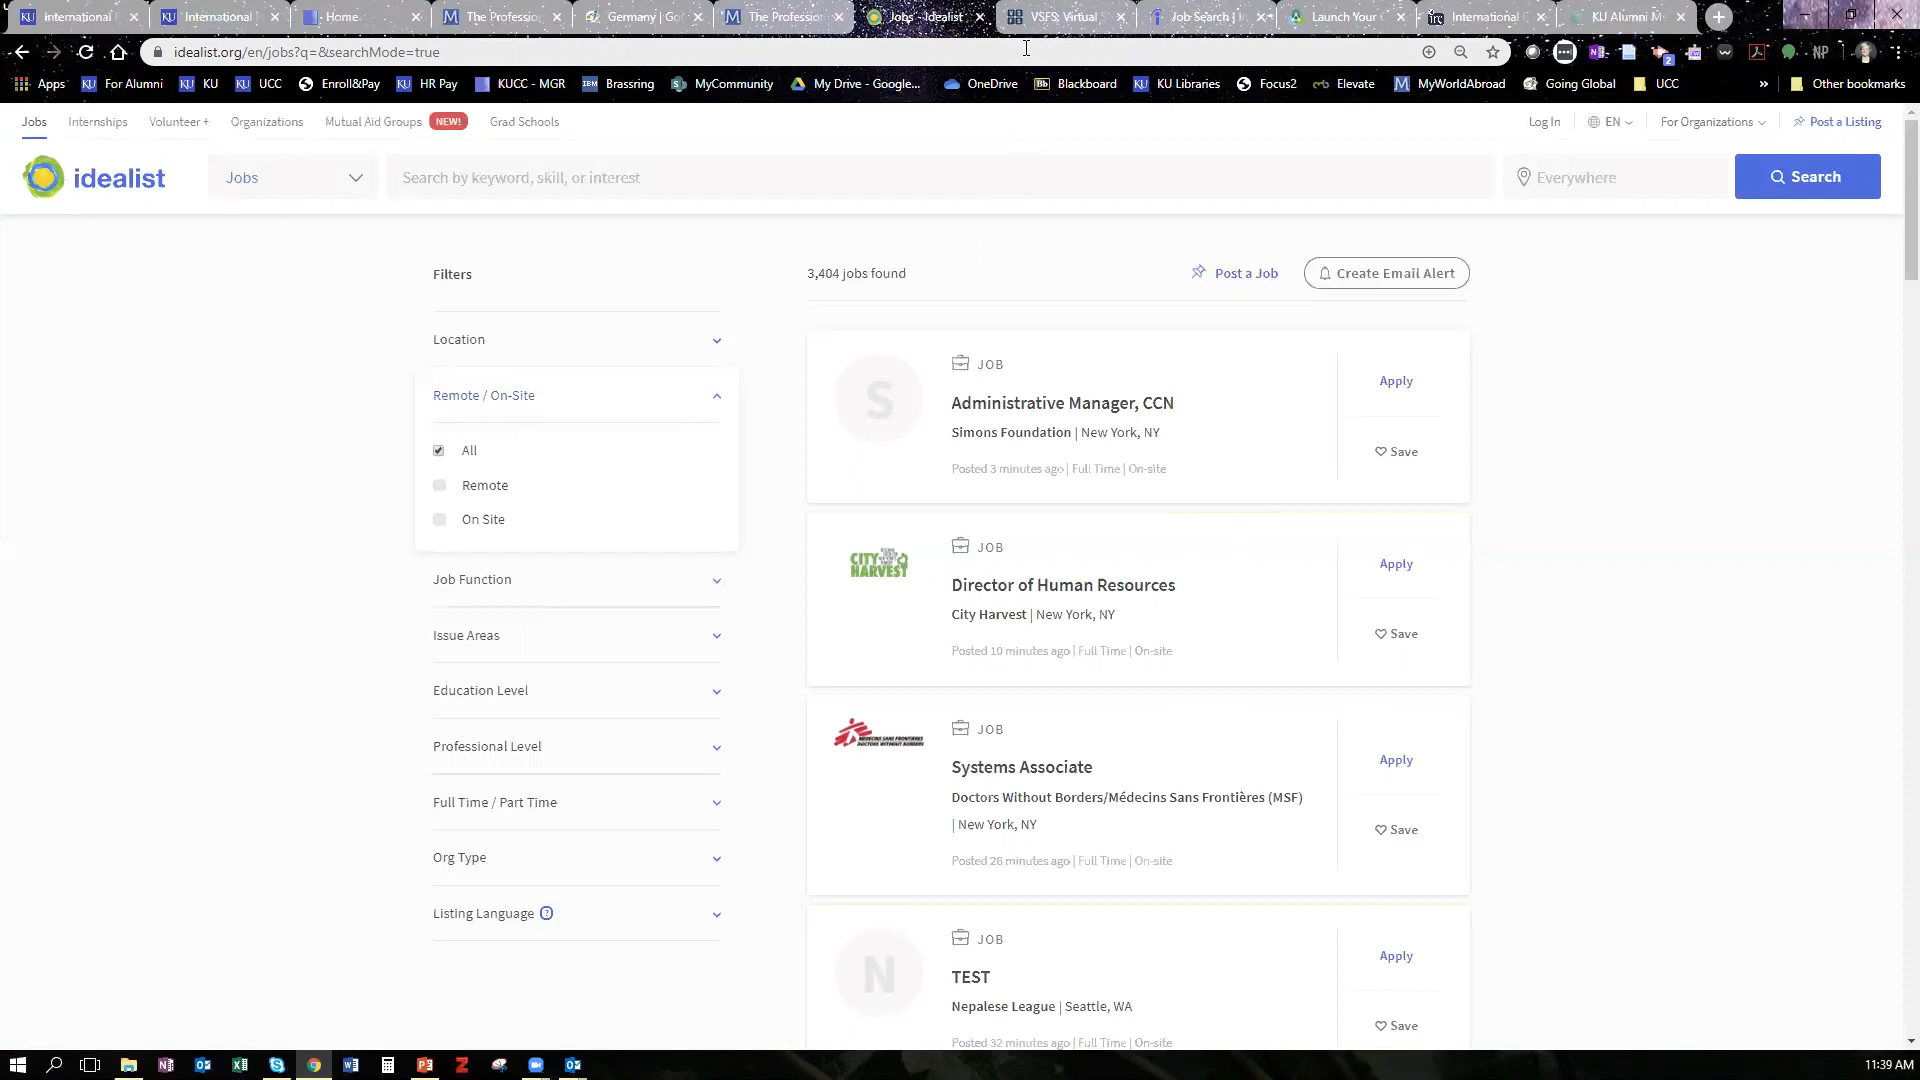 International
International
Home
The Professio
Germany | Go
The Professio
Jobs - Idealist
VSFS: Virtual S
Job Search |
Launch Your
International
KU Alumni M
idealist.org/en/jobs?q=&searchMode=true
Apps
For Alumni
KU
UCC
Enroll&Pay
HR Pay
KUCC - MGR
Brassring
MyCommunity
My Drive - Google...
OneDrive
Blackboard
KU Libraries
Focus2
Elevate
MyWorldAbroad
Going Global
UCC
»
Other bookmarks
Jobs
Internships
Volunteer +
Organizations
Mutual Aid Groups
NEW!
Grad Schools
Log In
EN
For Organizations
Post a Listing
idealist
Jobs
Search by keyword, skill, or interest
Everywhere
Search
Filters
Location
Remote / On-Site
All
Remote
On Site
Job Function
Issue Areas
Education Level
Professional Level
Full Time / Part Time
Org Type
Listing Language ?
3,404 jobs found
Post a Job
Create Email Alert
S
JOB
Administrative Manager, CCN
Simons Foundation | New York, NY
Posted 3 minutes ago | Full Time | On-site
Apply
Save
CITY
HARVEST
JOB
Director of Human Resources
City Harvest | New York, NY
Posted 10 minutes ago | Full Time | On-site
Apply
Save
MEDECINS SANS FRONTIERES
DOCTORS WITHOUT BORDERS
JOB
Systems Associate
Doctors Without Borders/Médecins Sans Frontières (MSF)
| New York, NY
Posted 26 minutes ago | Full Time | On-site
Apply
Save
N
JOB
TEST
Nepalese League | Seattle, WA
Posted 32 minutes ago | Full Time | On-site
Apply
Save
11:39 AM